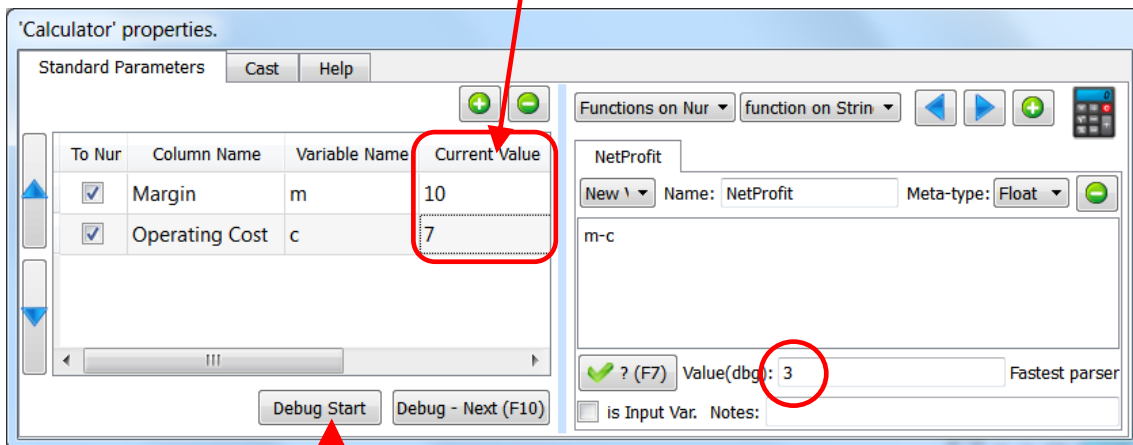 'Calculator' properties.
Standard Parameters Cast Help
Functions on Nur function on Strin
To Nur Column Name Variable Name Current Value
Margin m 10
Operating Cost c 7
Debug Start Debug - Next (F10)
NetProfit
New Name: NetProfit Meta-type: Float
m-c
? (F7) Value(dbg): 3 Fastest parser
is Input Var. Notes: